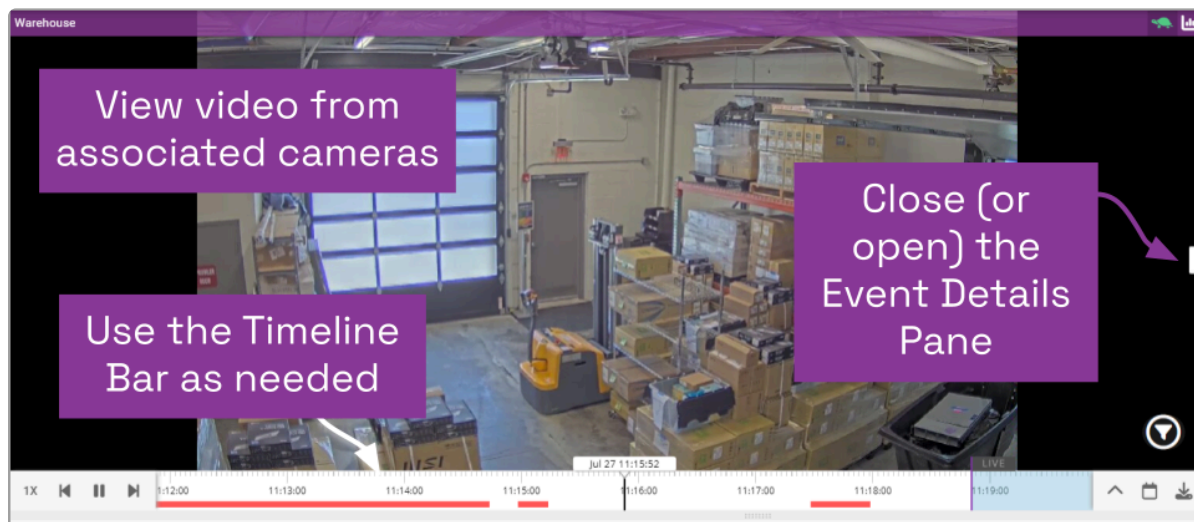 Warehouse
View video from
associated cameras
Close (or
open) the
Event Details
Pane
Use the Timeline
Bar as needed
Jul 27 11:15:52
LIVE
1X
1:12:00
11:13:00
11:14:00
11:15:00
11:16:00
11:17:00
11:18:00
11:19:00